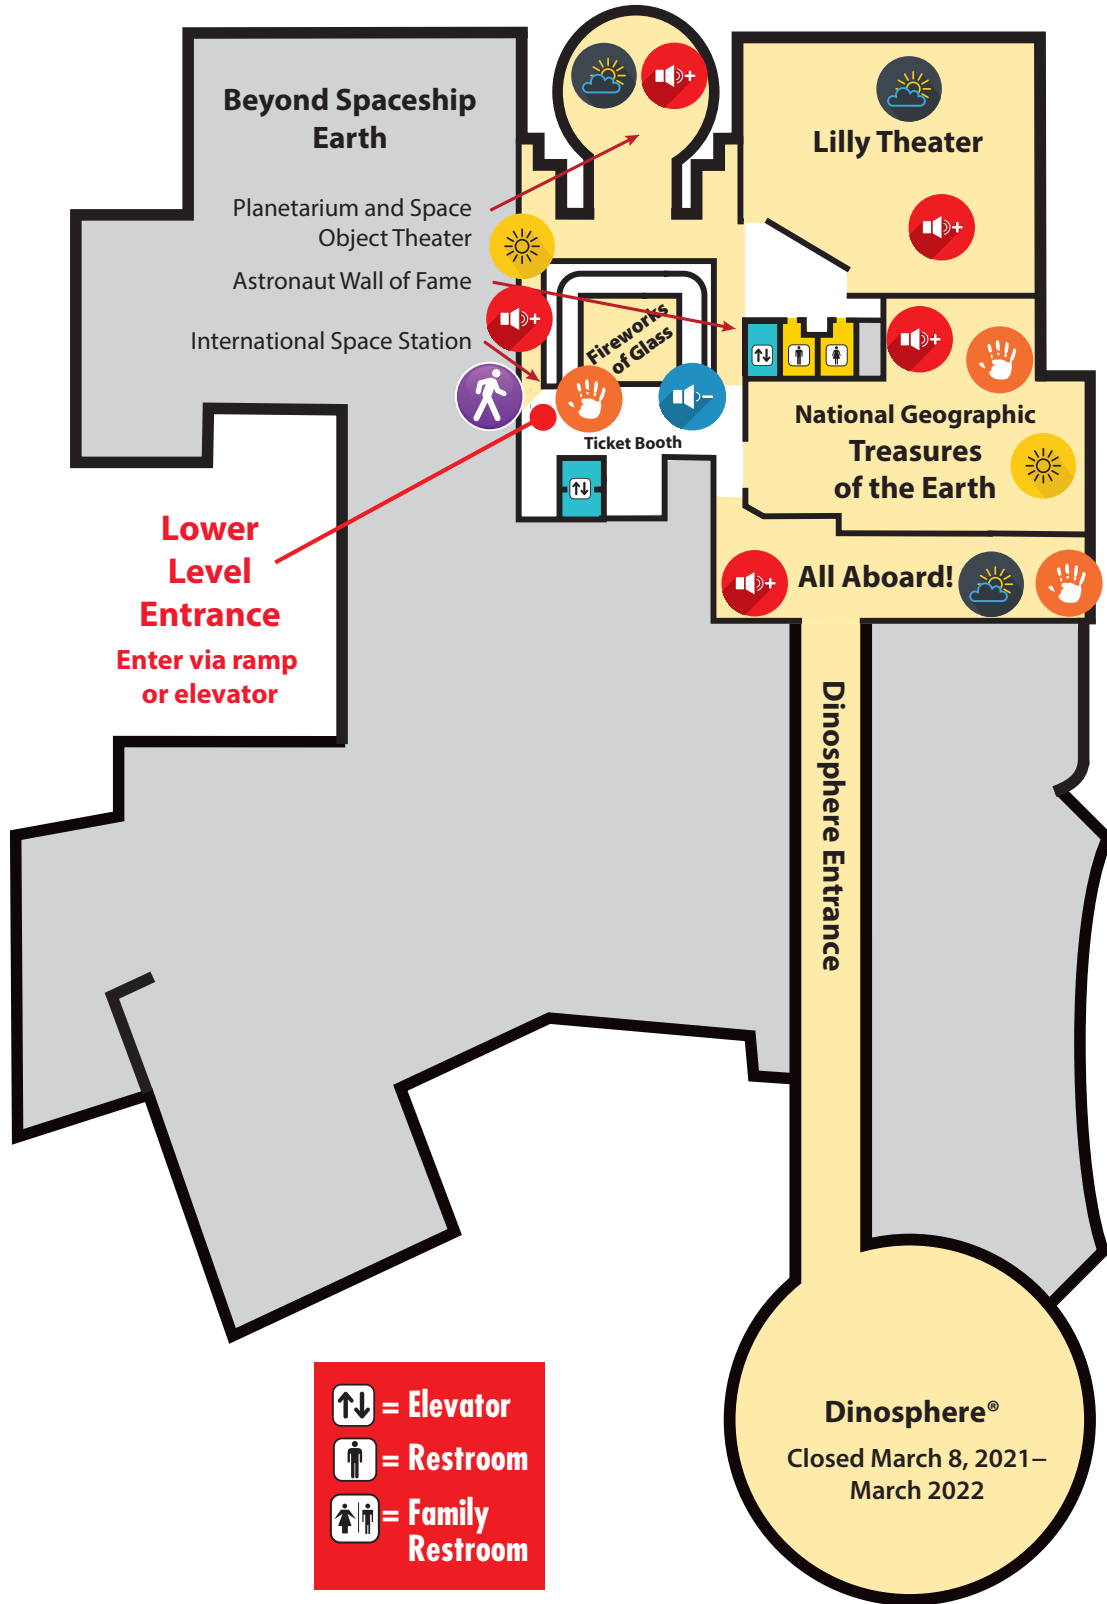 Beyond Spaceship
Earth
Planetarium and Space
Object Theater
Astronaut Wall of Fame
International Space Station
Lilly Theater
Fireworks
of Glass
Ticket Booth
National Geographic
Treasures
of the Earth
All Aboard!
Lower
Level
Entrance
Enter via ramp
or elevator
Dinosphere Entrance
Dinosphere®
Closed March 8, 2021–
March 2022
= Elevator
= Restroom
= Family
Restroom